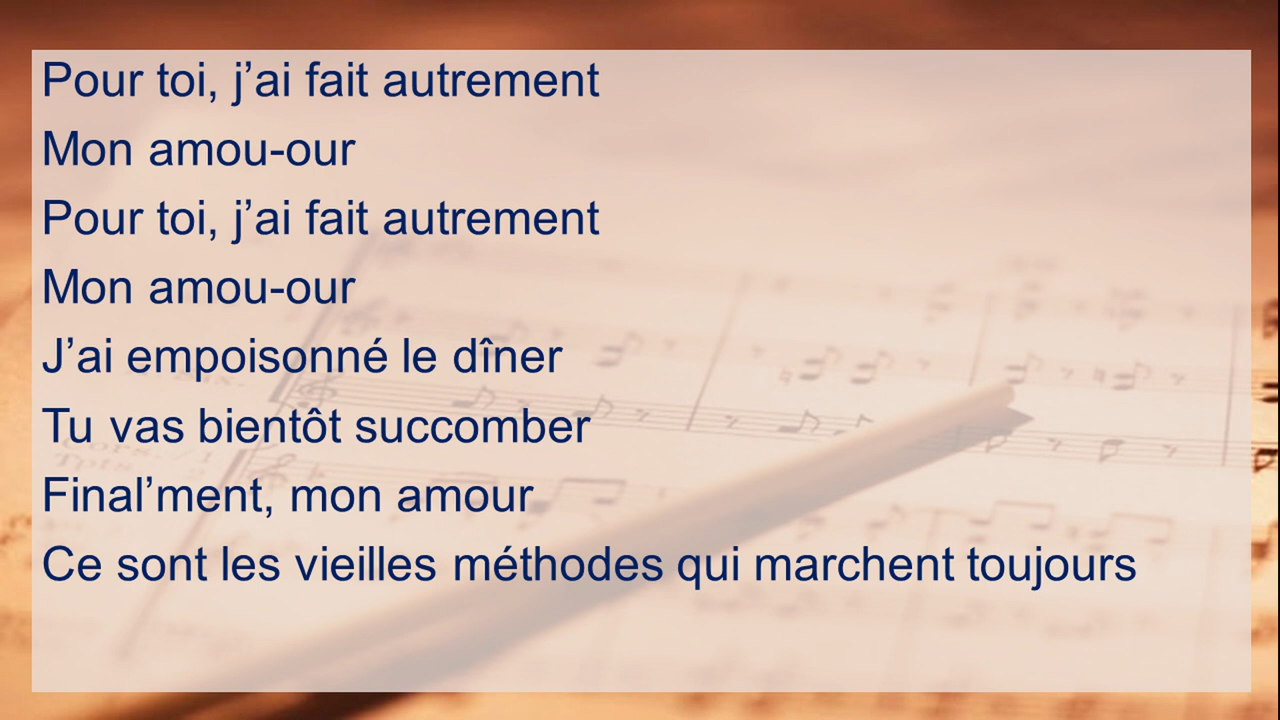 Pour toi, j’ai fait autrement
Mon amou-our
Pour toi, j’ai fait autrement
Mon amou-our
J’ai empoisonné le dîner
Tu vas bientôt succomber
Final’ment, mon amour
Ce sont les vieilles méthodes qui marchent toujours